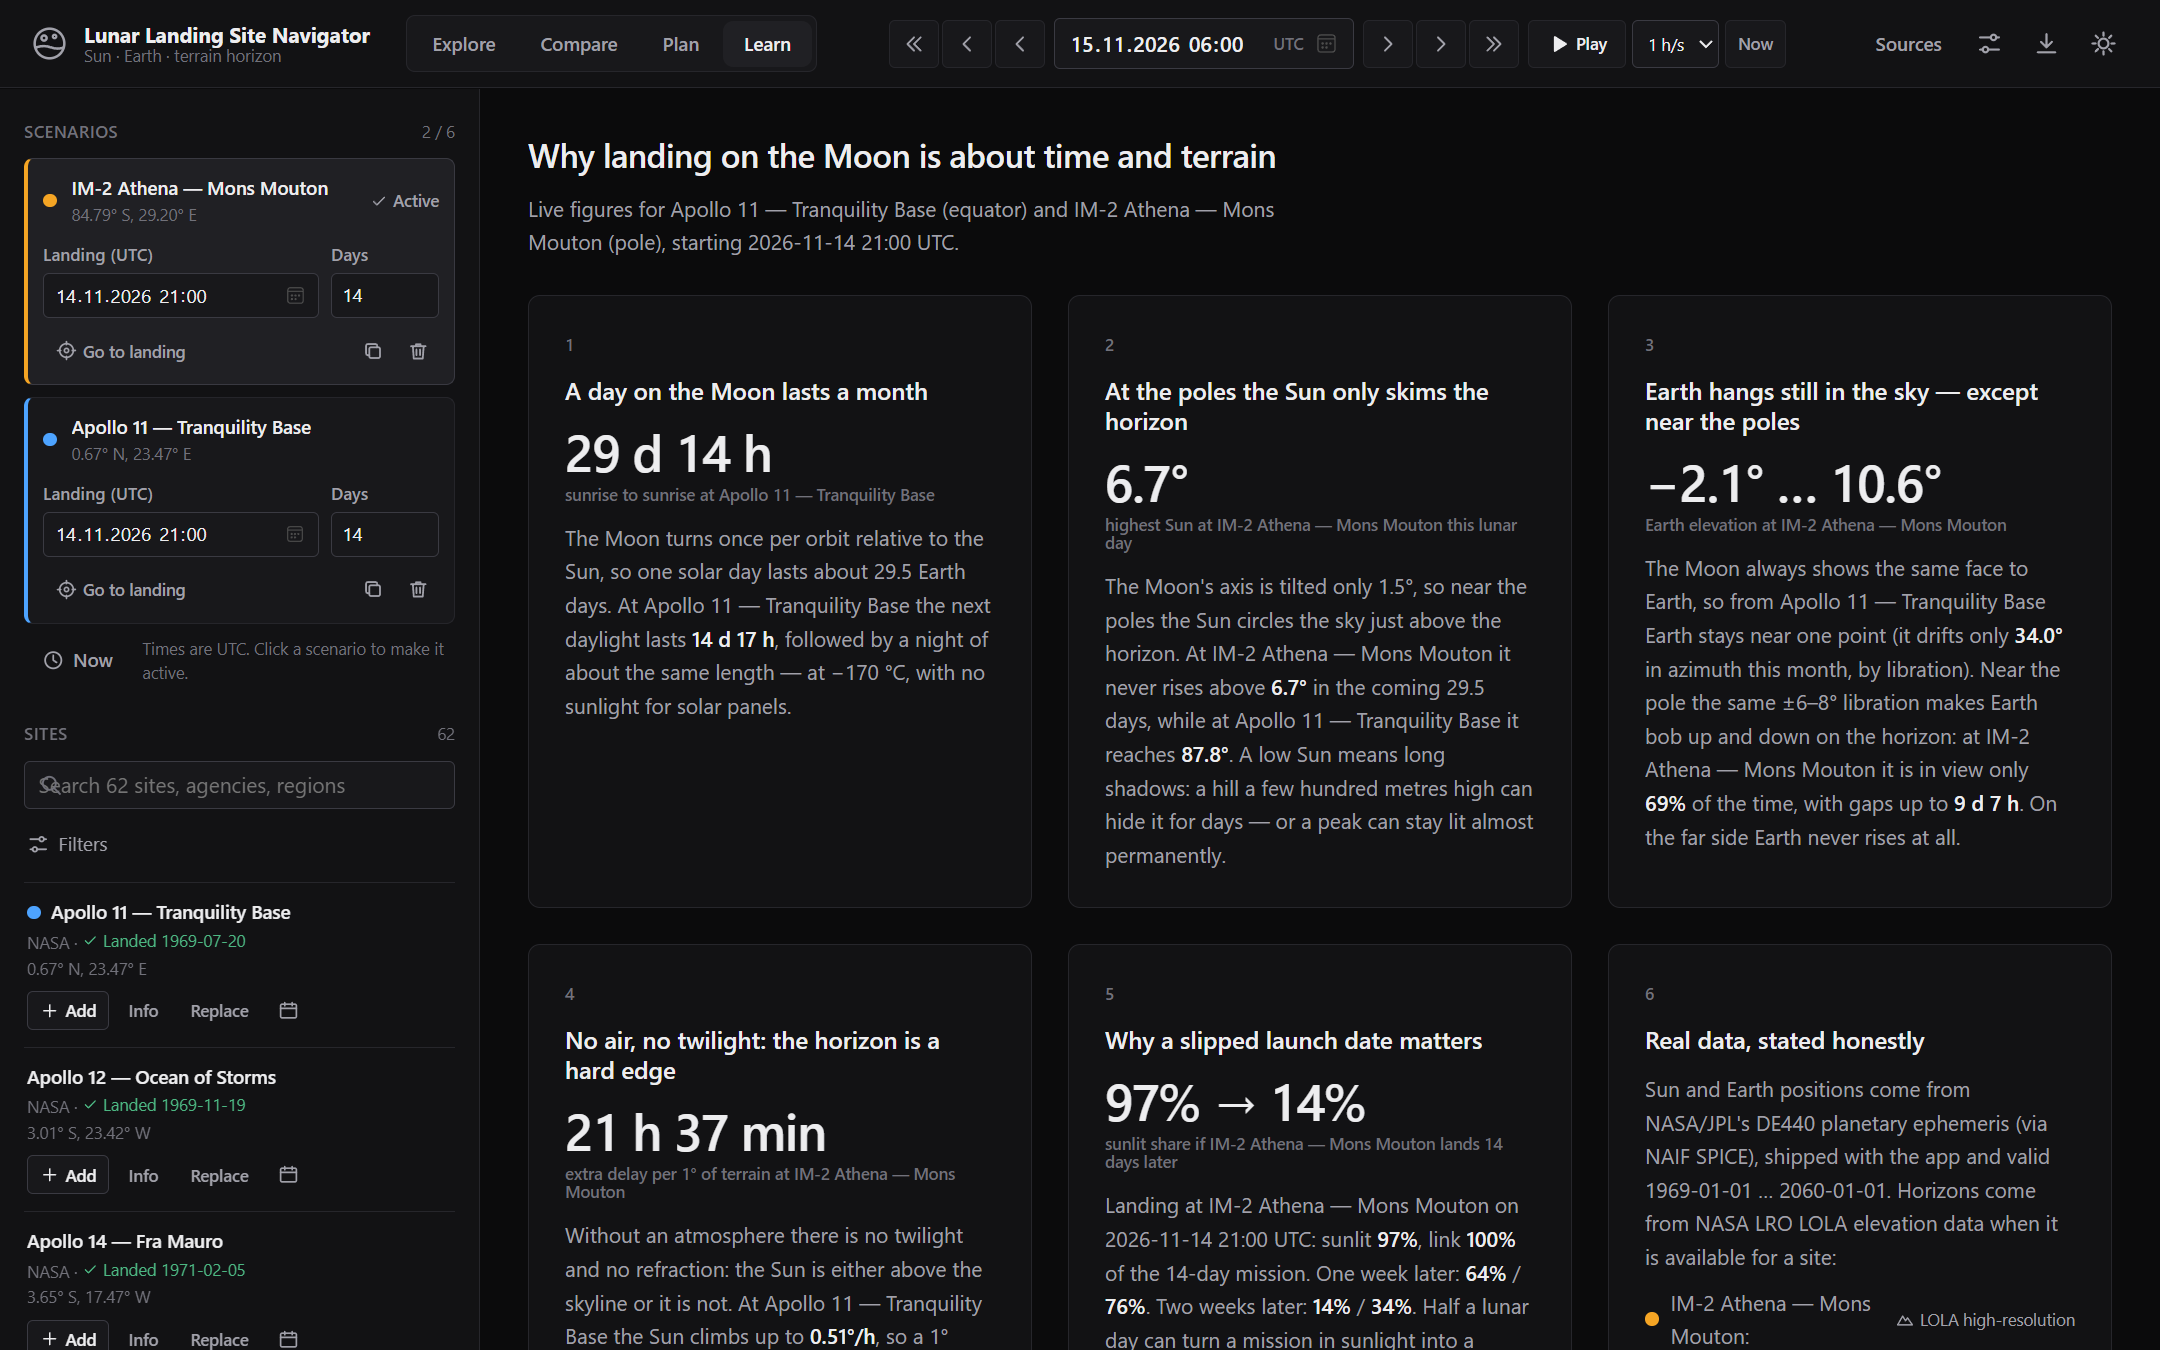 Lunar Landing Site Navigator
Sun · Earth · terrain horizon
Explore
Compare
Plan
Learn
15.11.2026 06:00 UTC
Play
1 h/s
Now
Sources
SCENARIOS
2 / 6
IM-2 Athena — Mons Mouton
84.79° S, 29.20° E
Active
Landing (UTC)
Days
14.11.2026 21:00
14
Go to landing
Apollo 11 — Tranquility Base
0.67° N, 23.47° E
Landing (UTC)
Days
14.11.2026 21:00
14
Go to landing
Now
Times are UTC. Click a scenario to make it
active.
SITES
62
Search 62 sites, agencies, regions
Filters
Apollo 11 — Tranquility Base
NASA · Landed 1969-07-20
0.67° N, 23.47° E
Add
Info
Replace
Apollo 12 — Ocean of Storms
NASA · Landed 1969-11-19
3.01° S, 23.42° W
Add
Info
Replace
Apollo 14 — Fra Mauro
NASA · Landed 1971-02-05
3.65° S, 17.47° W
Add
Info
Replace
Why landing on the Moon is about time and terrain
Live figures for Apollo 11 — Tranquility Base (equator) and IM-2 Athena — Mons
Mouton (pole), starting 2026-11-14 21:00 UTC.
1
A day on the Moon lasts a month
29 d 14 h
sunrise to sunrise at Apollo 11 — Tranquility Base
The Moon turns once per orbit relative to the
Sun, so one solar day lasts about 29.5 Earth
days. At Apollo 11 — Tranquility Base the next
daylight lasts 14 d 17 h, followed by a night of
about the same length — at −170 °C, with no
sunlight for solar panels.
2
At the poles the Sun only skims the
horizon
6.7°
highest Sun at IM-2 Athena — Mons Mouton this lunar
day
The Moon's axis is tilted only 1.5°, so near the
poles the Sun circles the sky just above the
horizon. At IM-2 Athena — Mons Mouton it
never rises above 6.7° in the coming 29.5
days, while at Apollo 11 — Tranquility Base it
reaches 87.8°. A low Sun means long
shadows: a hill a few hundred metres high can
hide it for days — or a peak can stay lit almost
permanently.
3
Earth hangs still in the sky — except
near the poles
−2.1° … 10.6°
Earth elevation at IM-2 Athena — Mons Mouton
The Moon always shows the same face to
Earth, so from Apollo 11 — Tranquility Base
Earth stays near one point (it drifts only 34.0°
in azimuth this month, by libration). Near the
pole the same ±6–8° libration makes Earth
bob up and down on the horizon: at IM-2
Athena — Mons Mouton it is in view only
69% of the time, with gaps up to 9 d 7 h. On
the far side Earth never rises at all.
4
No air, no twilight: the horizon is a
hard edge
21 h 37 min
extra delay per 1° of terrain at IM-2 Athena — Mons
Mouton
Without an atmosphere there is no twilight
and no refraction: the Sun is either above the
skyline or it is not. At Apollo 11 — Tranquility
Base the Sun climbs up to 0.51°/h, so a 1°
5
Why a slipped launch date matters
97% → 14%
sunlit share if IM-2 Athena — Mons Mouton lands 14
days later
Landing at IM-2 Athena — Mons Mouton on
2026-11-14 21:00 UTC: sunlit 97%, link 100%
of the 14-day mission. One week later: 64% /
76%. Two weeks later: 14% / 34%. Half a lunar
day can turn a mission in sunlight into a
6
Real data, stated honestly
Sun and Earth positions come from
NASA/JPL's DE440 planetary ephemeris (via
NAIF SPICE), shipped with the app and valid
1969-01-01 … 2060-01-01. Horizons come
from NASA LRO LOLA elevation data when it
is available for a site:
IM-2 Athena — Mons
Mouton:
LOLA high-resolution